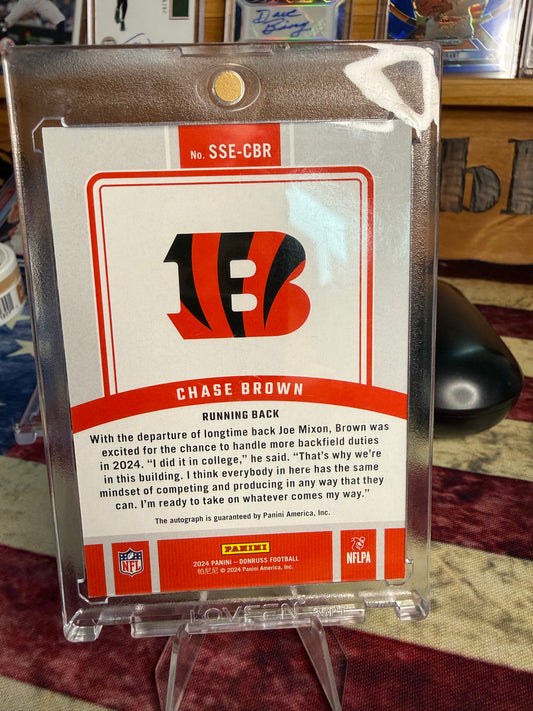 Dave
No. SSE-CBR
B
CHASE BROWN
RUNNING BACK
With the departure of longtime back Joe Mixon, Brown was
excited for the chance to handle more backfield duties
in 2024. “I did it in college,” he said. “That’s why we’re
in this building. I think everybody in here has the same
mindset of competing and producing in any way that they
can. I’m ready to take on whatever comes my way.”
The autograph is guaranteed by Panini America, Inc.
NFL
PANINI
2024 PANINI – DONRUSS FOOTBALL
帕尼尼 © 2024 Panini America, Inc.
NFLPA